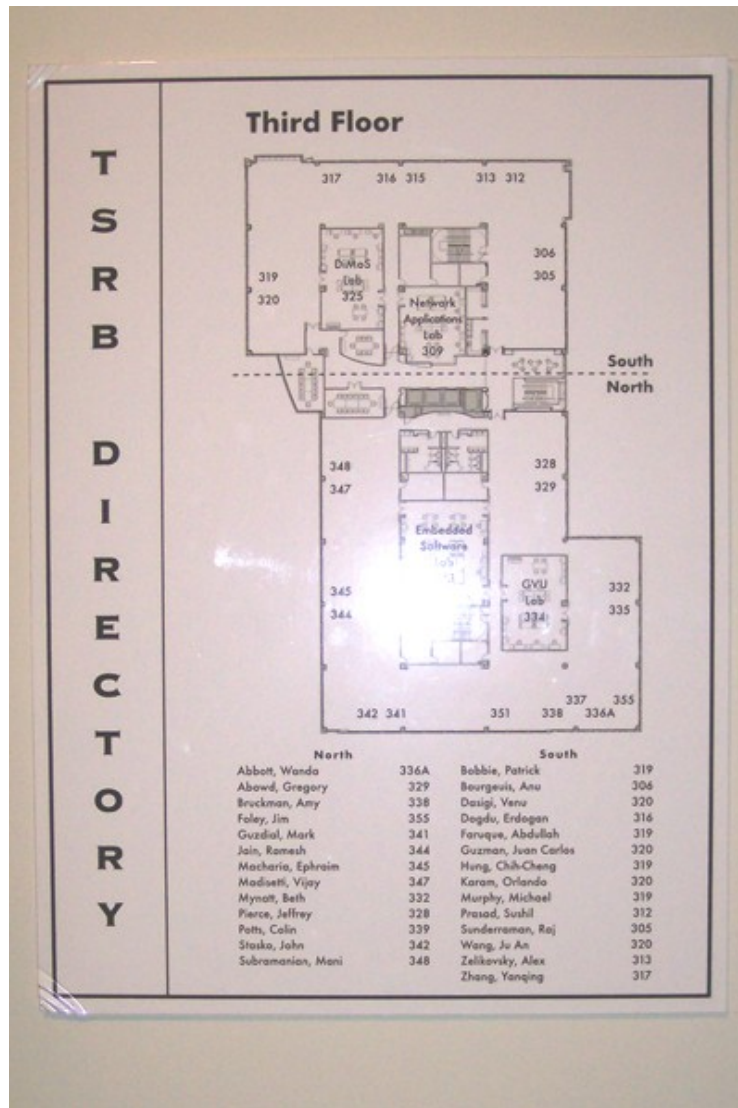 TSRB DIRECTORY
Third Floor
317 316 315 313 312
306
305
319
320
DiMoS
Lab
325
Network
Applications
Lab
309
South
North
348
347
328
329
Embedded
Software
Lab
345
344
GVU
Lab
334
332
335
337 355
342 341 351 338 336A
North South
Abbott, Wanda 336A Bobbie, Patrick 319
Abowd, Gregory 329 Bourgeuis, Anu 306
Bruckman, Amy 338 Dasigi, Venu 320
Foley, Jim 355 Dogdu, Erdogan 316
Guzdial, Mark 341 Faruque, Abdullah 319
Jain, Ramesh 344 Guzman, Juan Carlos 320
Macharia, Ephraim 345 Hung, Chih-Cheng 319
Madisetti, Vijay 347 Karam, Orlando 320
Mynatt, Beth 332 Murphy, Michael 319
Pierce, Jeffrey 328 Prasad, Sushil 312
Potts, Colin 339 Sunderraman, Raj 305
Stasko, John 342 Wang, Ju An 320
Subramanian, Mani 348 Zelikovsky, Alex 313
Zhang, Yanqing 317